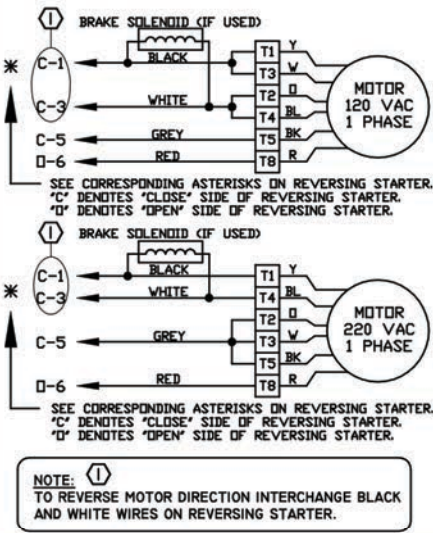 1
BRAKE SOLENOID (IF USED)
C-1 BLACK T1 Y
* T3 W
C-3 WHITE T2 O
T4 BL
C-5 GREY T5 BK
O-6 RED T8 R
MOTOR
120 VAC
1 PHASE
SEE CORRESPONDING ASTERISKS ON REVERSING STARTER.
"C" DENOTES "CLOSE" SIDE OF REVERSING STARTER.
"O" DENOTES "OPEN" SIDE OF REVERSING STARTER.
1
BRAKE SOLENOID (IF USED)
C-1 BLACK T1 Y
*
C-3 WHITE T4 BL
T2 O
C-5 GREY T3 W
T5 BK
O-6 RED T8 R
MOTOR
220 VAC
1 PHASE
SEE CORRESPONDING ASTERISKS ON REVERSING STARTER.
"C" DENOTES "CLOSE" SIDE OF REVERSING STARTER.
"O" DENOTES "OPEN" SIDE OF REVERSING STARTER.
NOTE: 1
TO REVERSE MOTOR DIRECTION INTERCHANGE BLACK
AND WHITE WIRES ON REVERSING STARTER.